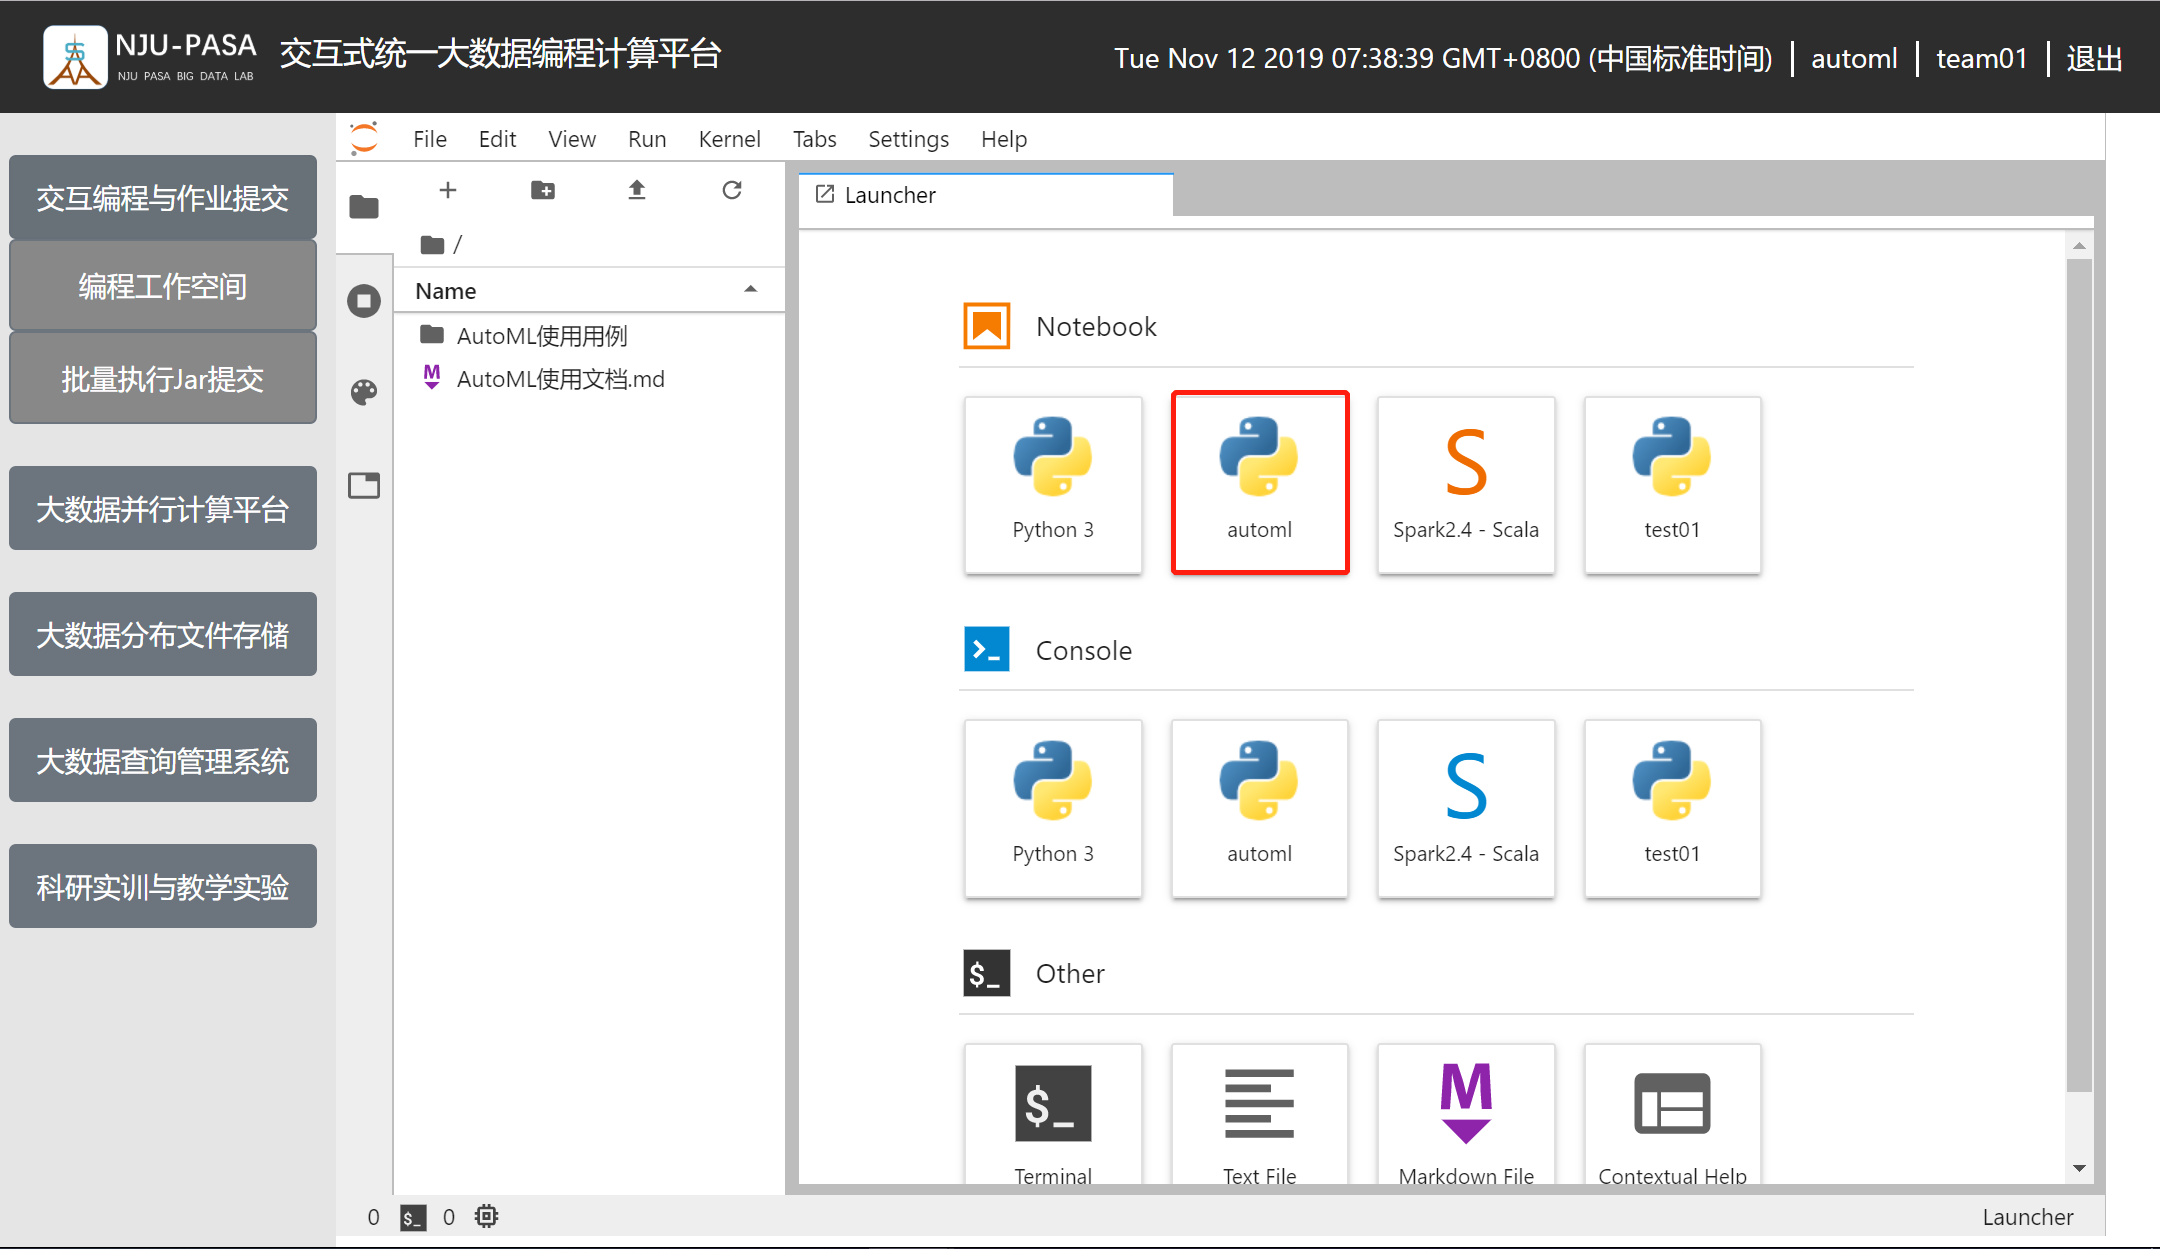 NJU-PASA
NJU PASA BIG DATA LAB
交互式统一大数据编程计算平台
Tue Nov 12 2019 07:38:39 GMT+0800 (中国标准时间)
automl
team01
退出
交互编程与作业提交
编程工作空间
批量执行Jar提交
大数据并行计算平台
大数据分布文件存储
大数据查询管理系统
科研实训与教学实验
File Edit View Run Kernel Tabs Settings Help
/
Name
AutoML使用用例
AutoML使用文档.md
Launcher
Notebook
Python 3
automl
Spark2.4 - Scala
test01
Console
Python 3
automl
Spark2.4 - Scala
test01
Other
Terminal
Text File
Markdown File
Contextual Help
0 $_ 0
Launcher